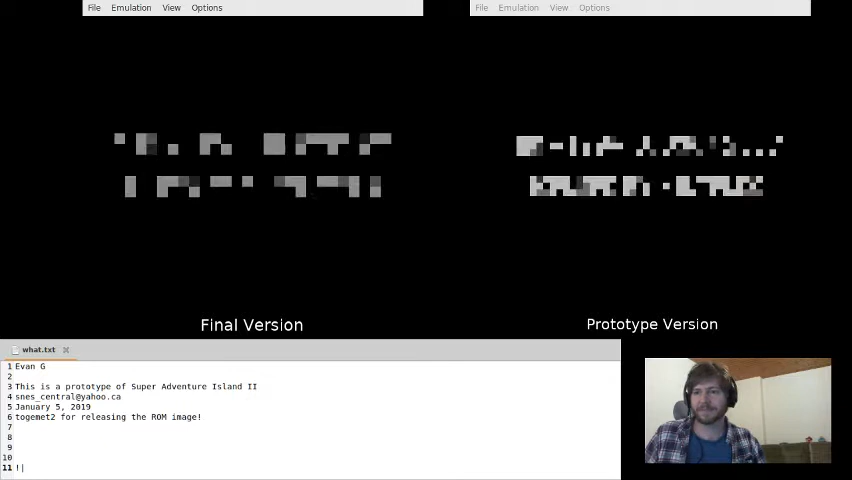 File Emulation View Options
File Emulation View Options
Final Version
Prototype Version
what.txt
1 Evan G
2
3 This is a prototype of Super Adventure Island II
4 snes_central@yahoo.ca
5 January 5, 2019
6 togemet2 for releasing the ROM image!
7
8
9
10
11 !